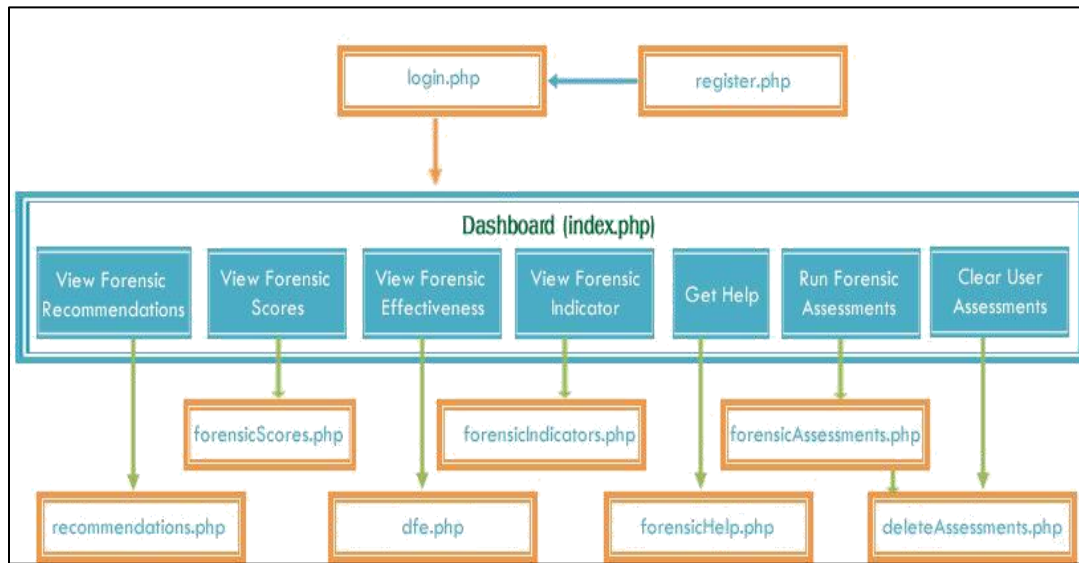 login.php
register.php
Dashboard (index.php)
View Forensic
Recommendations
View Forensic
Scores
View Forensic
Effectiveness
View Forensic
Indicator
Get Help
Run Forensic
Assessments
Clear User
Assessments
forensicScores.php
forensicIndicators.php
forensicAssessments.php
recommendations.php
dfe.php
forensicHelp.php
deleteAssessments.php